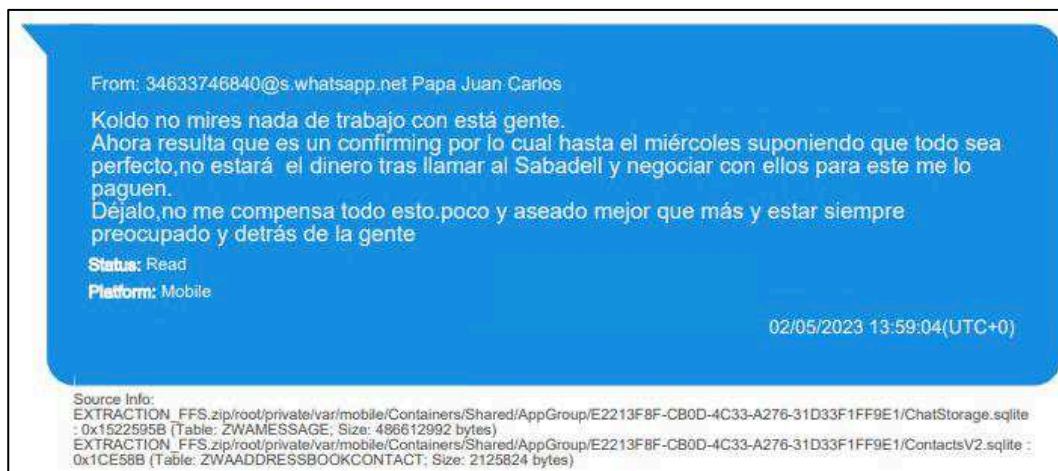 From: 34633746840@s.whatsapp.net Papa Juan Carlos
Koldo no mires nada de trabajo con está gente.
Ahora resulta que es un confirming por lo cual hasta el miércoles suponiendo que todo sea
perfecto,no estará el dinero tras llamar al Sabadell y negociar con ellos para este me lo
paguen.
Déjalo,no me compensa todo esto.poco y aseado mejor que más y estar siempre
preocupado y detrás de la gente
Status: Read
Platform: Mobile
02/05/2023 13:59:04(UTC+0)
Source Info:
EXTRACTION_FFS.zip/root/private/var/mobile/Containers/Shared/AppGroup/E2213F8F-CB0D-4C33-A276-31D33F1FF9E1/ChatStorage.sqlite
: 0x1522595B (Table: ZWAMESSAGE; Size: 486612992 bytes)
EXTRACTION_FFS.zip/root/private/var/mobile/Containers/Shared/AppGroup/E2213F8F-CB0D-4C33-A276-31D33F1FF9E1/ContactsV2.sqlite :
0x1CE58B (Table: ZWAADDRESSBOOKCONTACT; Size: 2125824 bytes)